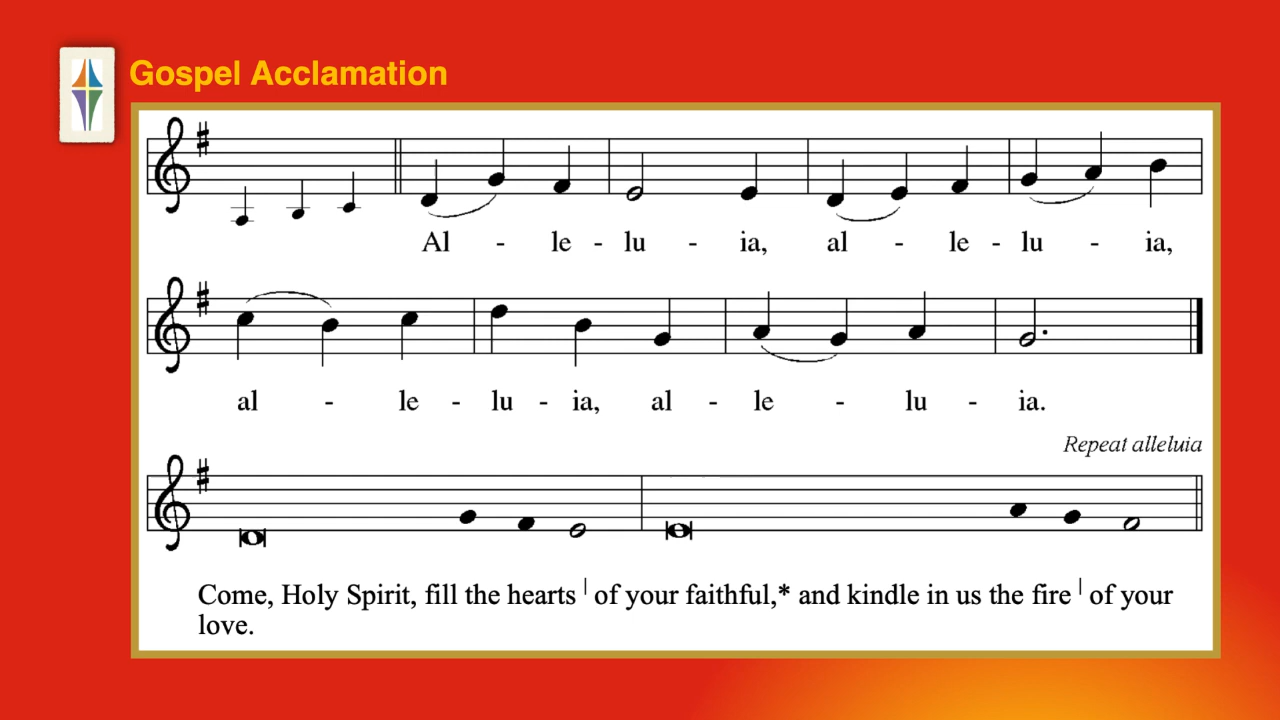 Gospel Acclamation
Al - le - lu - ia, al - le - lu - ia,
al - le - lu - ia, al - le - lu - ia.
Repeat alleluia
Come, Holy Spirit, fill the hearts | of your faithful,* and kindle in us the fire | of your
love.